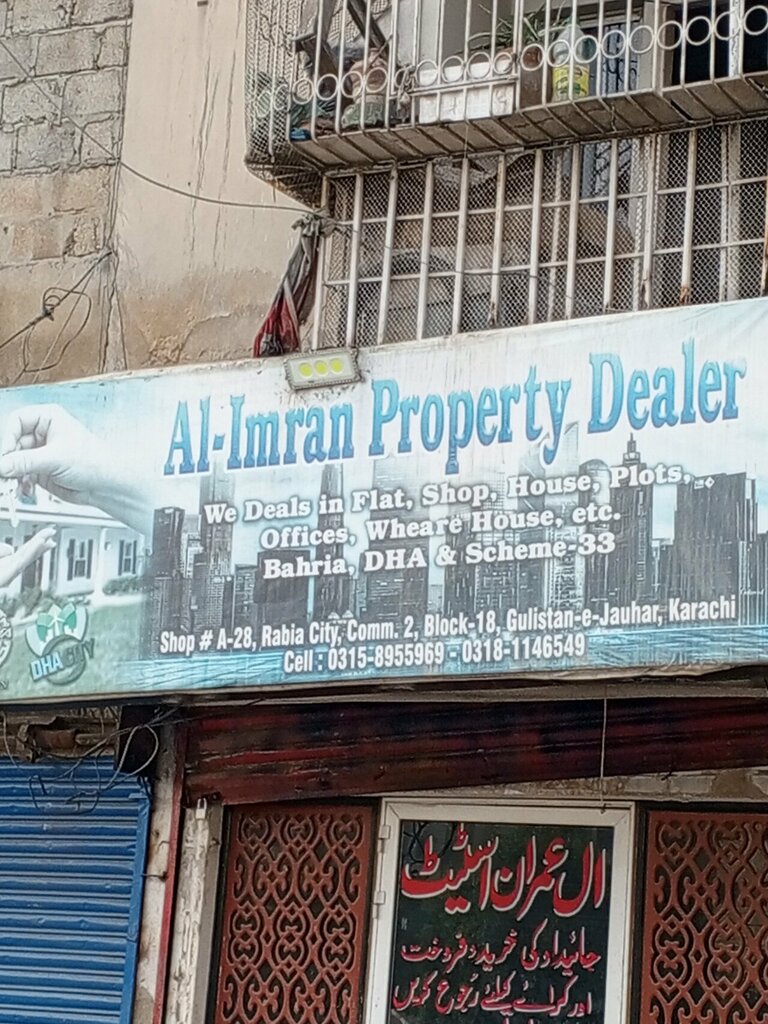 Al-Imran Property Dealer
We Deals in Flat, Shop, House, Plots,
Offices, Wheare House, etc.
Bahria, DHA & Scheme-33
Shop # A-28, Rabia City, Comm. 2, Block-18, Gulistan-e-Jauhar, Karachi
Cell : 0315-8955969 - 0318-1146549
DHA CITY
ال عمران اسٹیٹ
جائیداد کی خرید و فروخت
اور کرائے کیلئے رجوع کریں